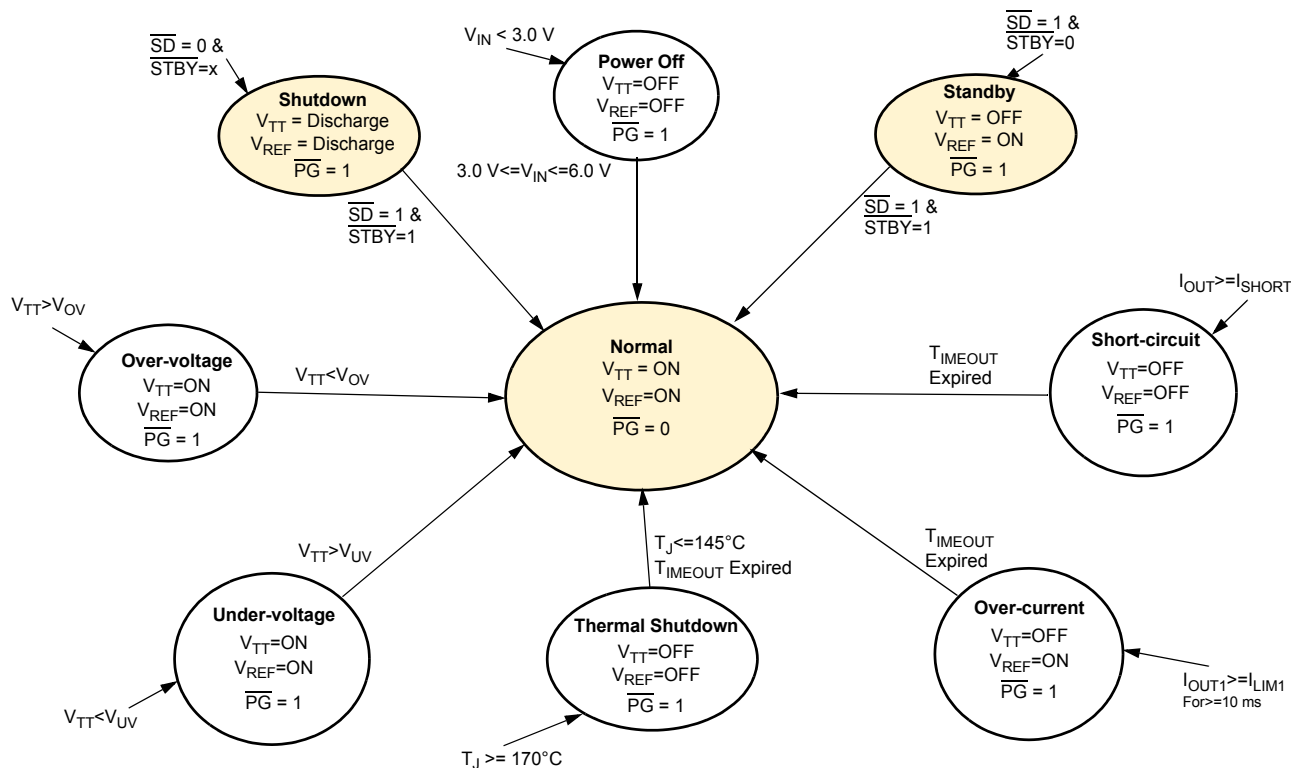 SD = 0 &
STBY=x
Shutdown
VTT = Discharge
VREF = Discharge
PG = 1
SD = 1 &
STBY=1
VIN < 3.0 V
Power Off
VTT=OFF
VREF=OFF
PG = 1
3.0 V<=VIN<=6.0 V
SD = 1 &
STBY=0
Standby
VTT = OFF
VREF = ON
PG = 1
SD = 1 &
STBY=1
VTT>VOV
Over-voltage
VTT=ON
VREF=ON
PG = 1
VTT<VOV
Normal
VTT = ON
VREF=ON
PG = 0
IOUT>=ISHORT
Short-circuit
VTT=OFF
VREF=OFF
PG = 1
TIMEOUT
Expired
VTT>VUV
Under-voltage
VTT=ON
VREF=ON
PG = 1
VTT<VUV
TJ<=145°C
TIMEOUT Expired
Thermal Shutdown
VTT=OFF
VREF=OFF
PG = 1
TJ >= 170°C
TIMEOUT
Expired
Over-current
VTT=OFF
VREF=ON
PG = 1
IOUT1>=ILIM1
For>=10 ms